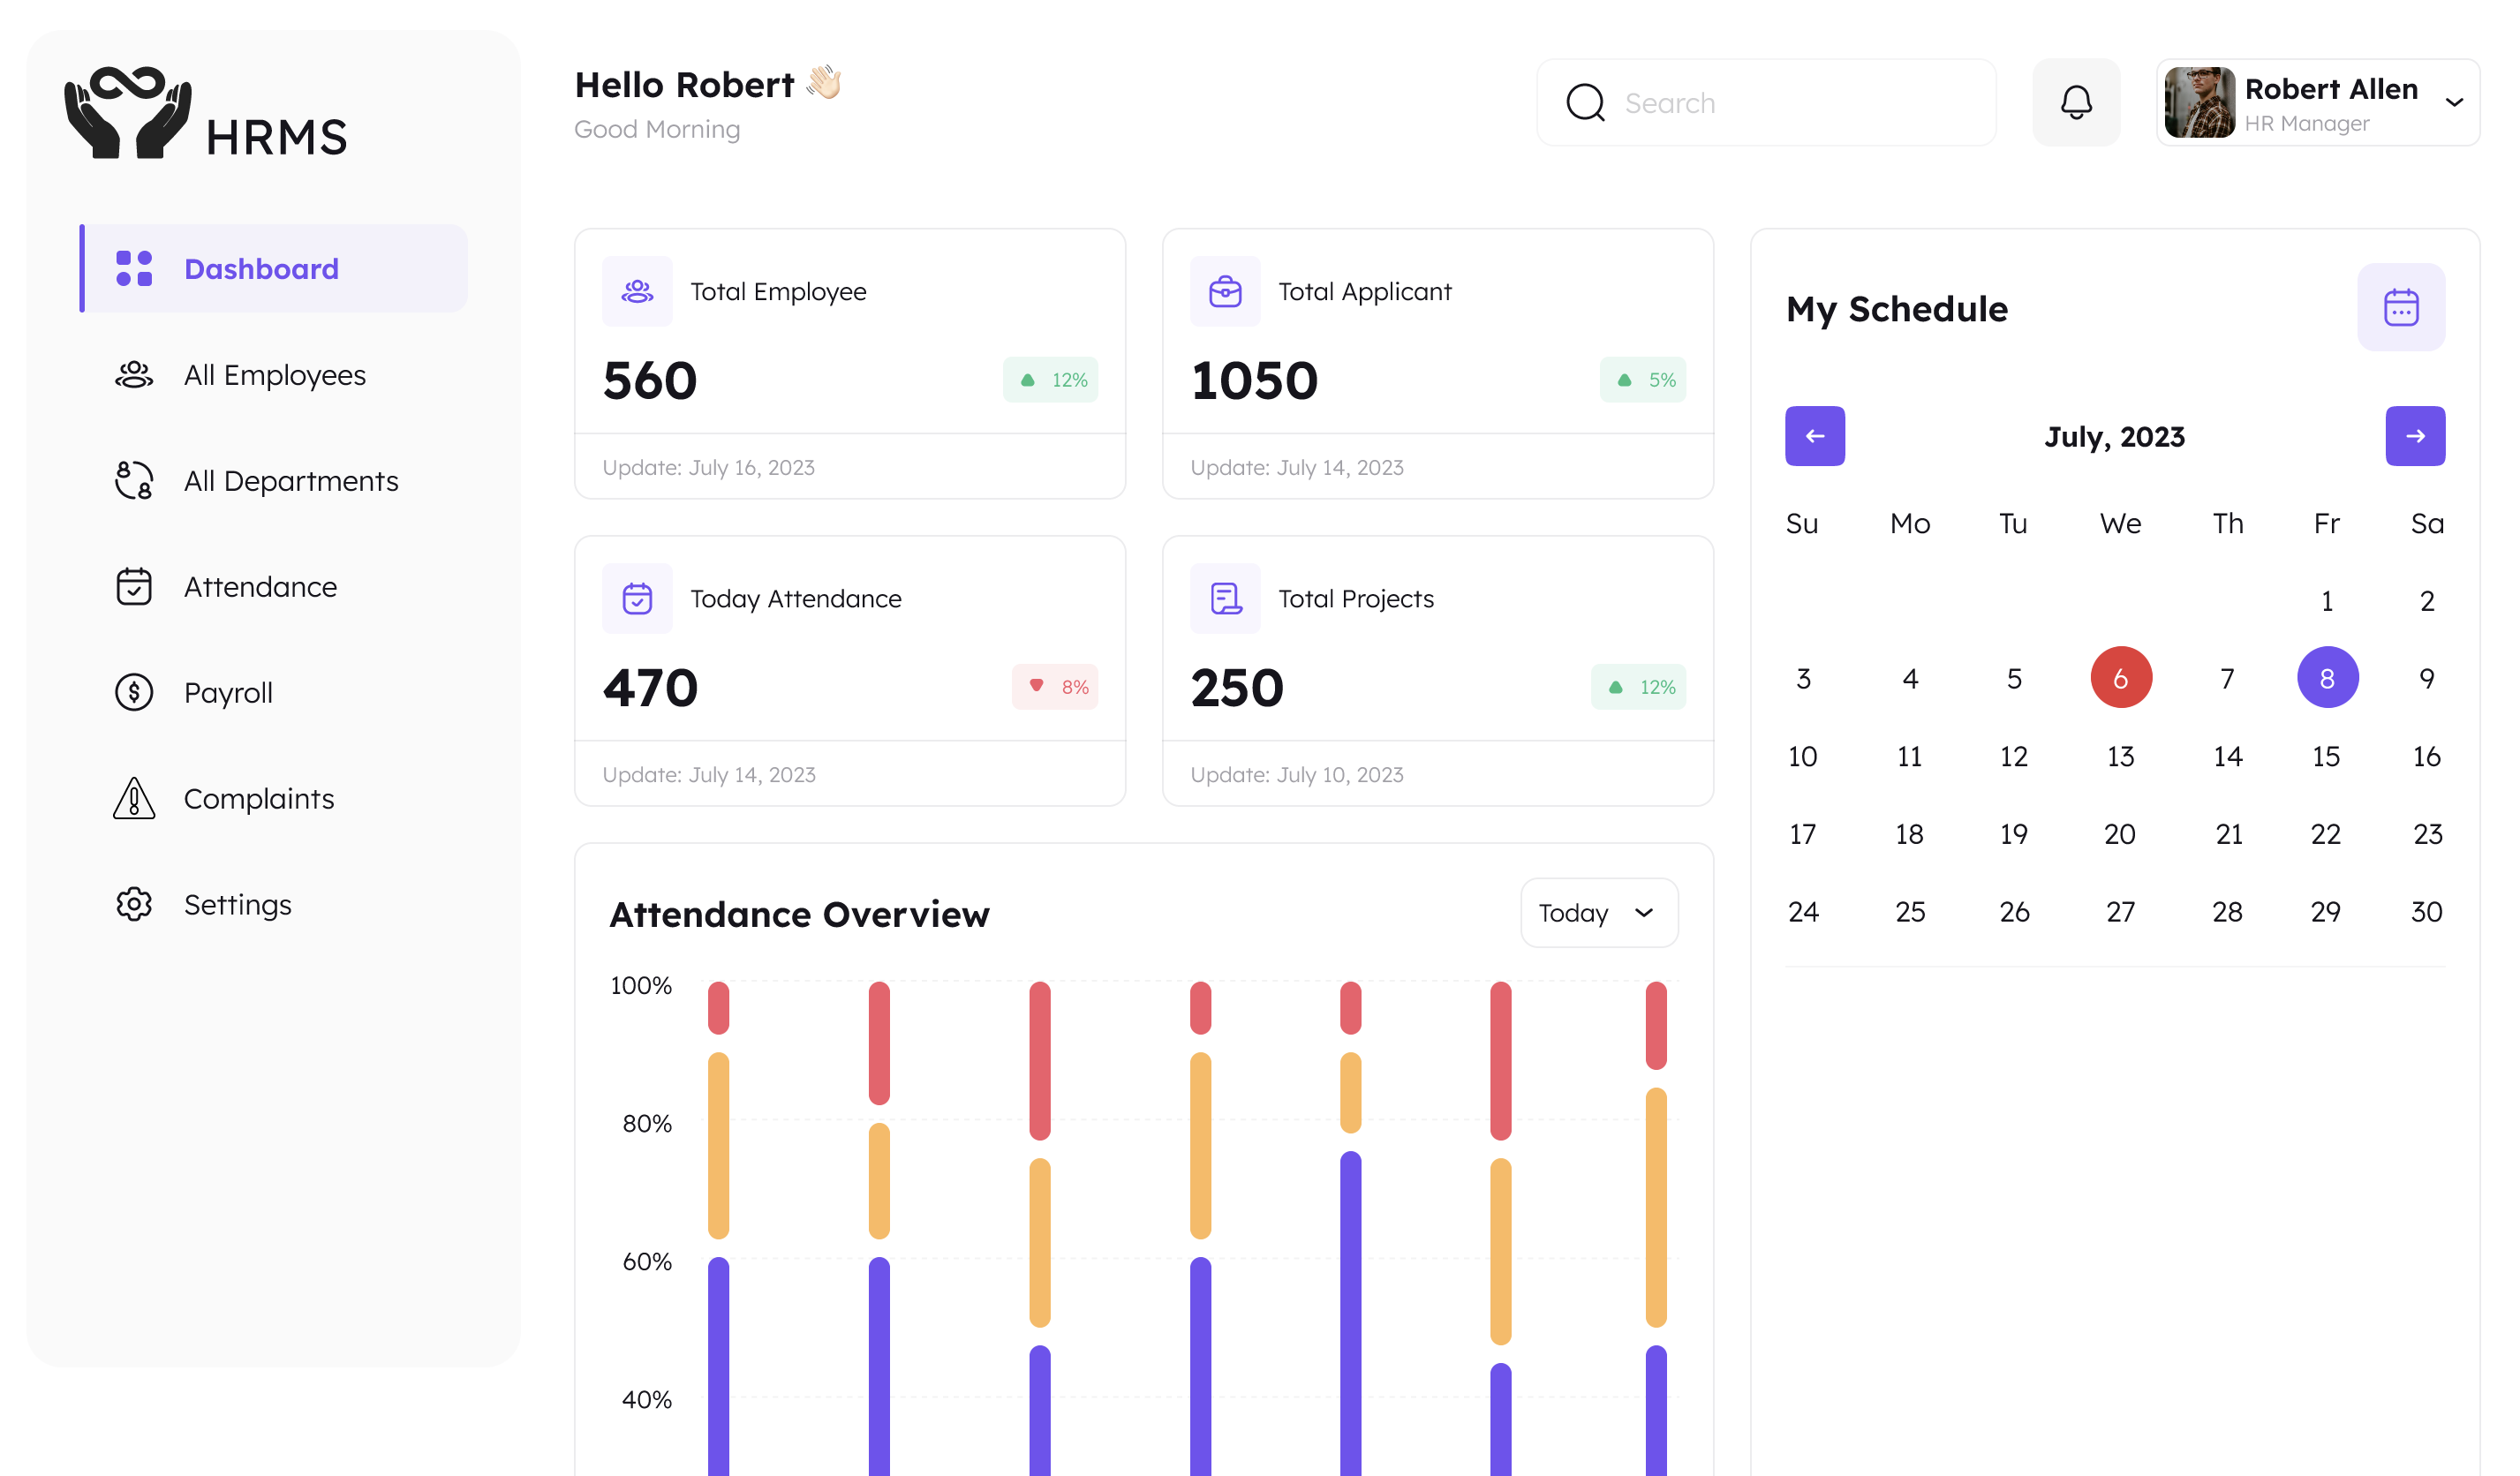 HRMS
Dashboard
All Employees
All Departments
Attendance
Payroll
Complaints
Settings
Hello Robert 👋🏻
Good Morning
Search
Robert Allen
HR Manager
Total Employee
560
12%
Update: July 16, 2023
Total Applicant
1050
5%
Update: July 14, 2023
Today Attendance
470
8%
Update: July 14, 2023
Total Projects
250
12%
Update: July 10, 2023
Attendance Overview
Today
100%
80%
60%
40%
My Schedule
July, 2023
Su Mo Tu We Th Fr Sa
1 2
3 4 5 6 7 8 9
10 11 12 13 14 15 16
17 18 19 20 21 22 23
24 25 26 27 28 29 30